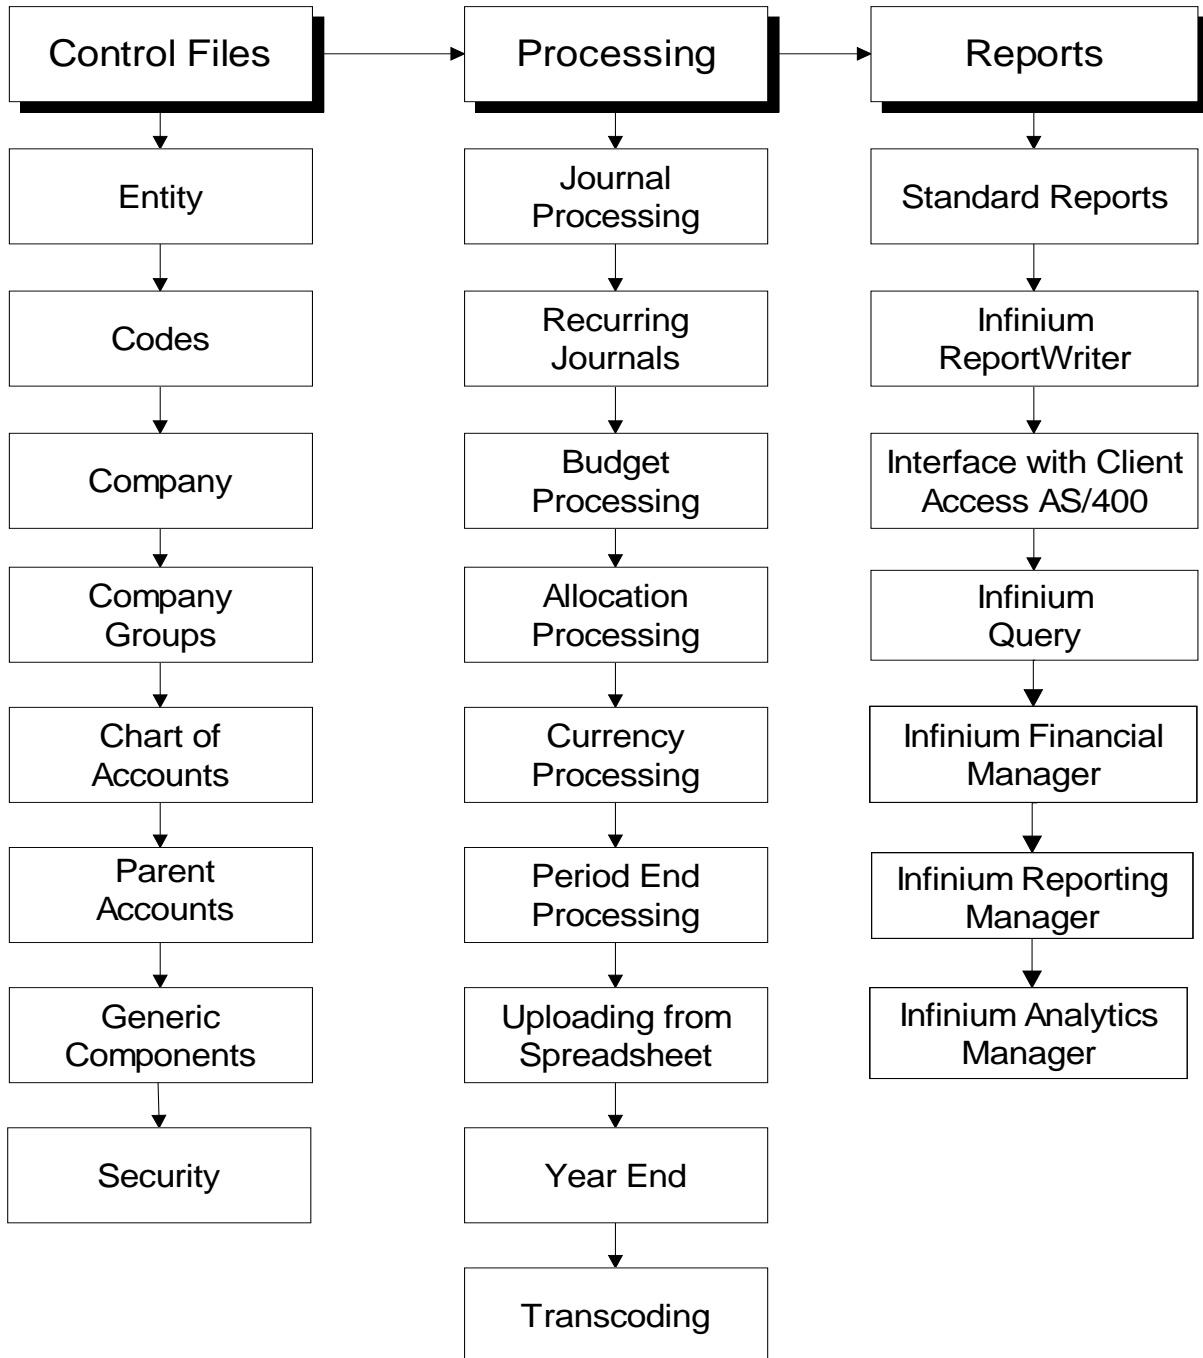 Control Files
Processing
Reports
Entity
Journal
Processing
Standard Reports
Codes
Recurring
Journals
Infinium
ReportWriter
Company
Budget
Processing
Interface with Client
Access AS/400
Company
Groups
Allocation
Processing
Infinium
Query
Chart of
Accounts
Currency
Processing
Infinium Financial
Manager
Parent
Accounts
Period End
Processing
Infinium Reporting
Manager
Generic
Components
Uploading from
Spreadsheet
Infinium Analytics
Manager
Security
Year End
Transcoding